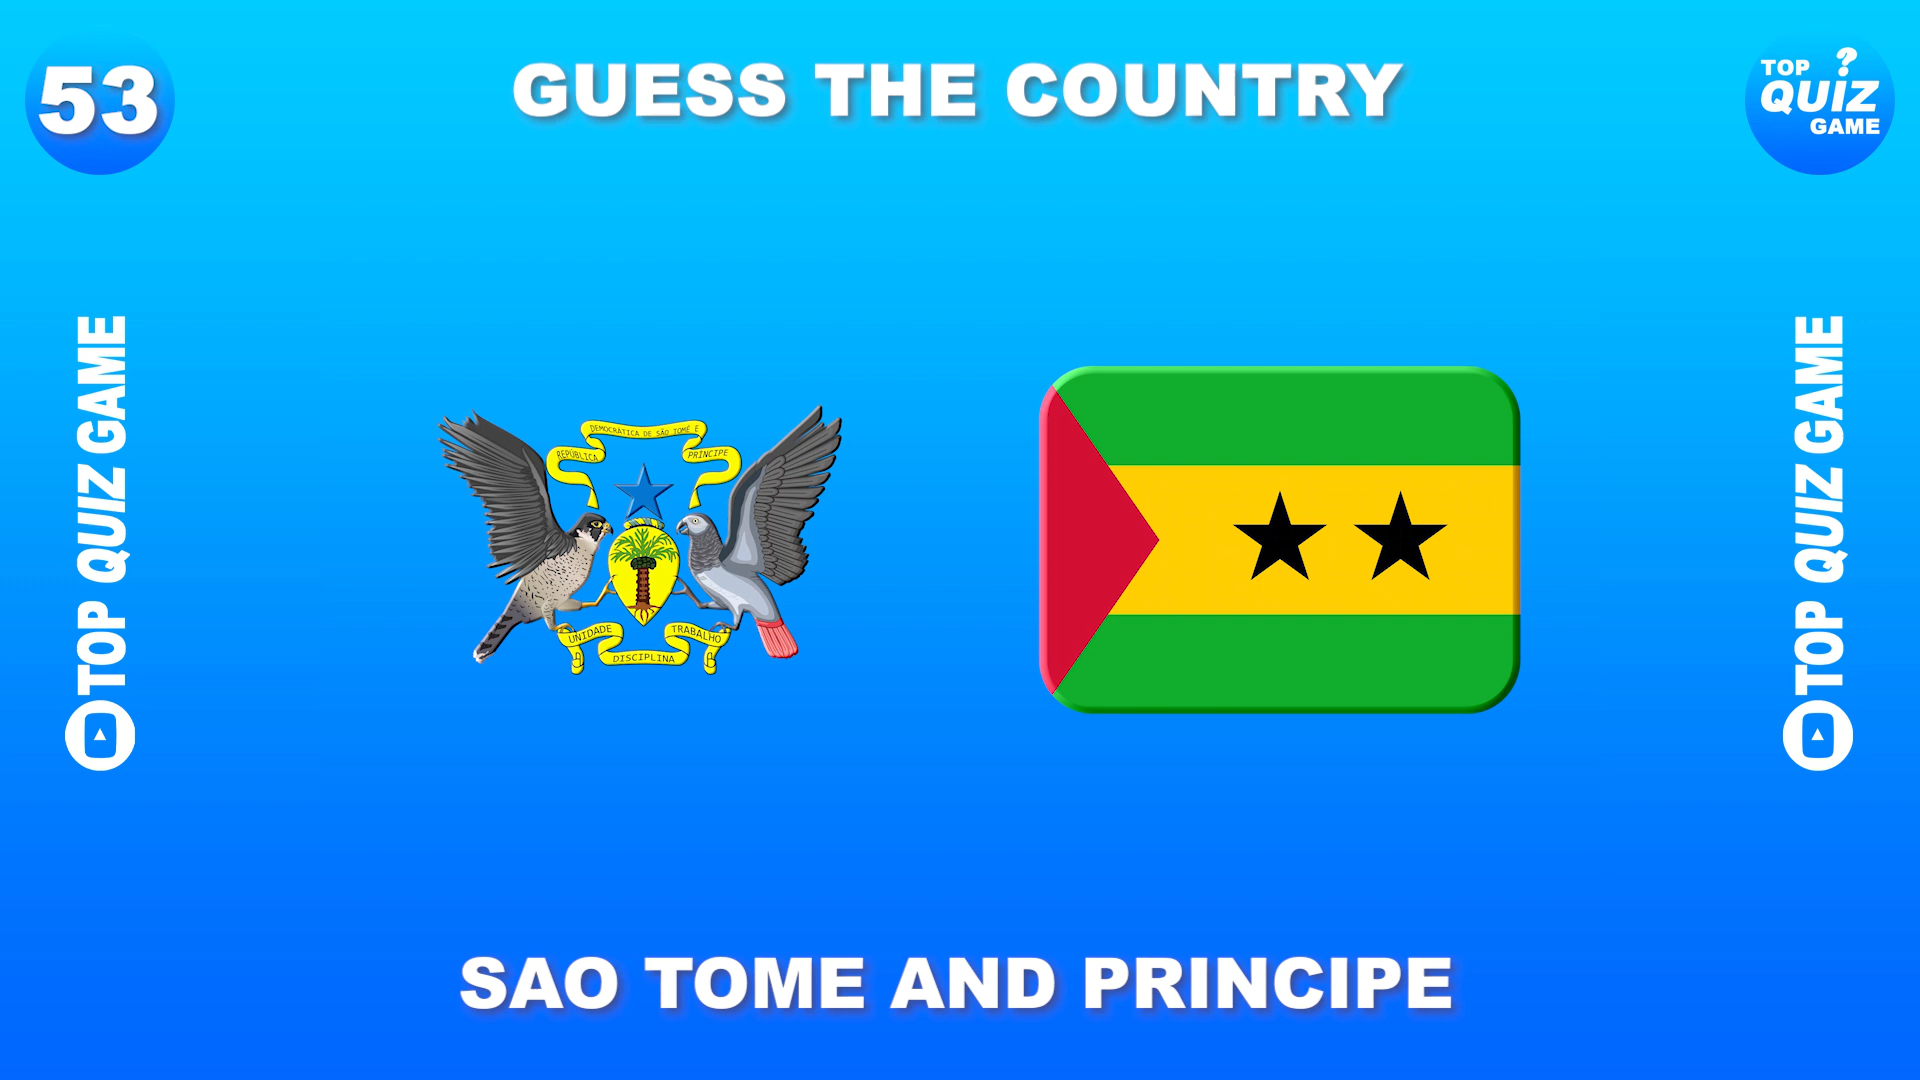 53
GUESS THE COUNTRY
TOP
QUIZ
GAME
TOP QUIZ GAME
REPÚBLICA
DEMOCRÁTICA DE SÃO TOMÉ E
PRÍNCIPE
UNIDADE
DISCIPLINA
TRABALHO
TOP QUIZ GAME
SAO TOME AND PRINCIPE